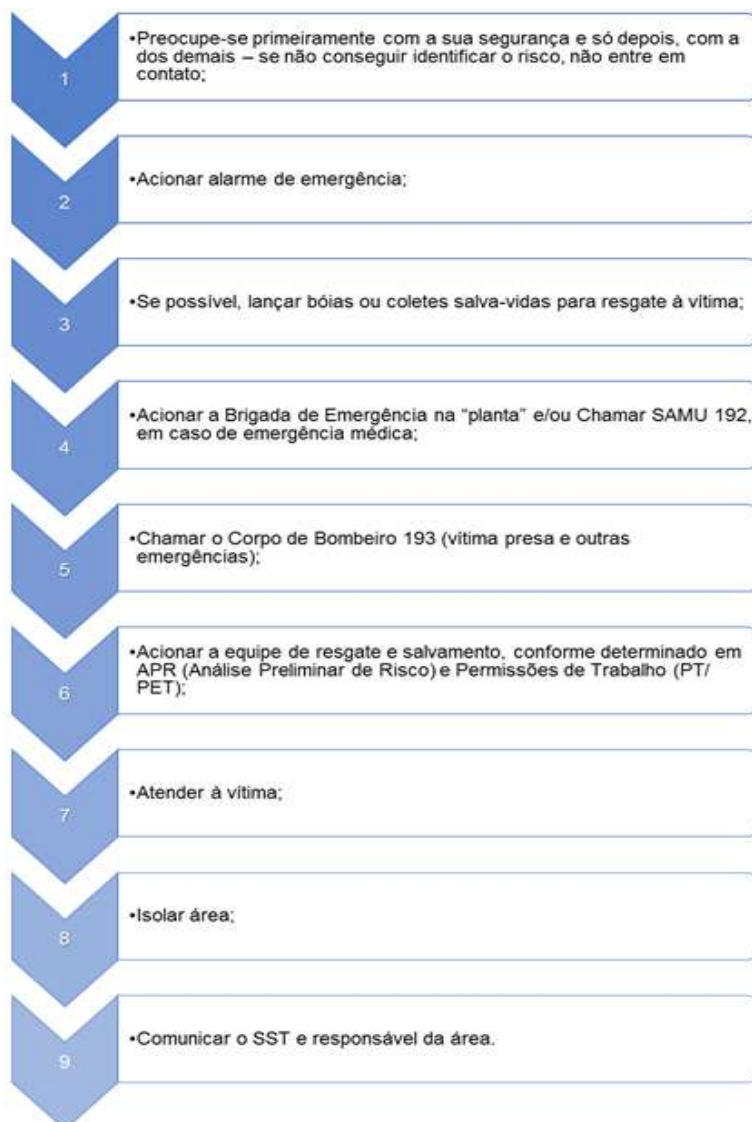 1
•Preocupe-se primeiramente com a sua segurança e só depois, com a
dos demais – se não conseguir identificar o risco, não entre em
contato;
2
•Acionar alarme de emergência;
3
•Se possível, lançar bóias ou coletes salva-vidas para resgate à vítima;
4
•Acionar a Brigada de Emergência na “planta” e/ou Chamar SAMU 192,
em caso de emergência médica;
5
•Chamar o Corpo de Bombeiro 193 (vítima presa e outras
emergências);
6
•Acionar a equipe de resgate e salvamento, conforme determinado em
APR (Análise Preliminar de Risco) e Permissões de Trabalho (PT/
PET);
7
•Atender à vítima;
8
•Isolar área;
9
•Comunicar o SST e responsável da área.